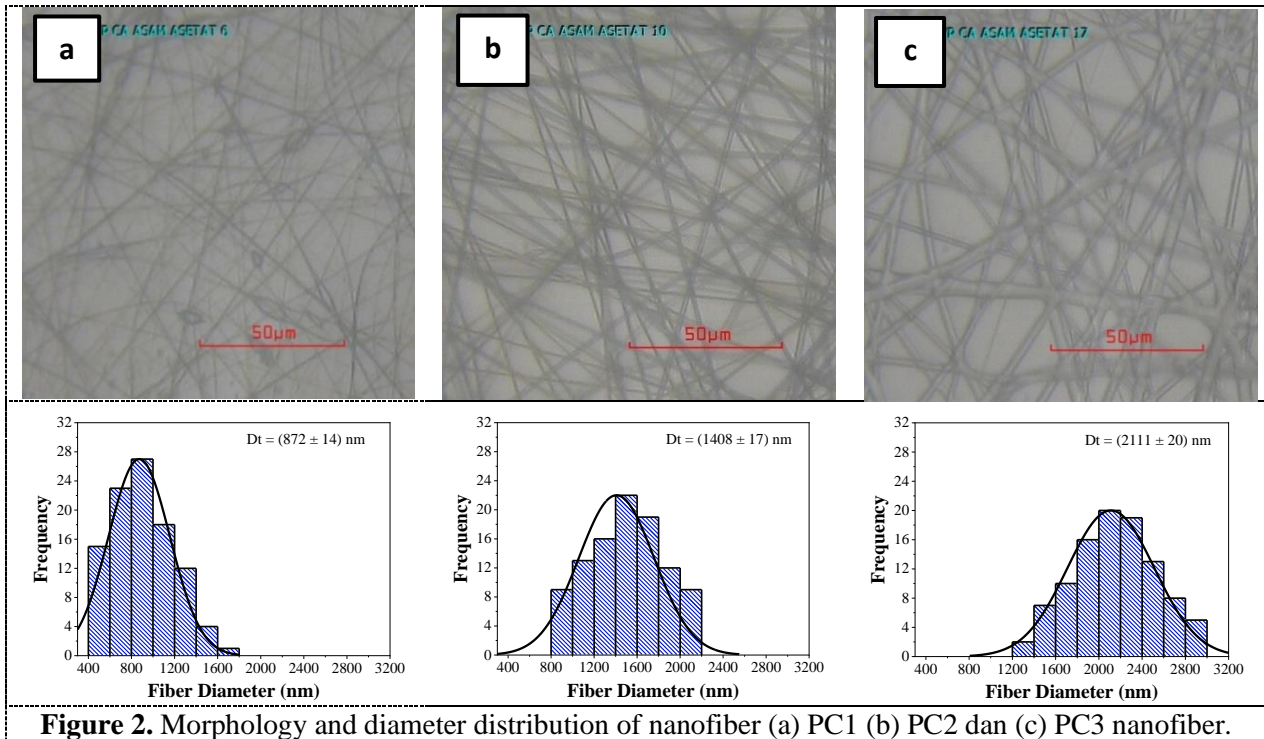 a
P CA ASAM ASETAT 6
50µm
b
P CA ASAM ASETAT 10
50µm
c
P CA ASAM ASETAT 17
50µm
Dt = (872 ± 14) nm
Frequency
32
28
24
20
16
12
8
4
0
400 800 1200 1600 2000 2400 2800 3200
Fiber Diameter (nm)
Dt = (1408 ± 17) nm
Frequency
32
28
24
20
16
12
8
4
0
400 800 1200 1600 2000 2400 2800 3200
Fiber Diameter (nm)
Dt = (2111 ± 20) nm
Frequency
32
28
24
20
16
12
8
4
0
400 800 1200 1600 2000 2400 2800 3200
Fiber Diameter (nm)
Figure 2. Morphology and diameter distribution of nanofiber (a) PC1 (b) PC2 dan (c) PC3 nanofiber.